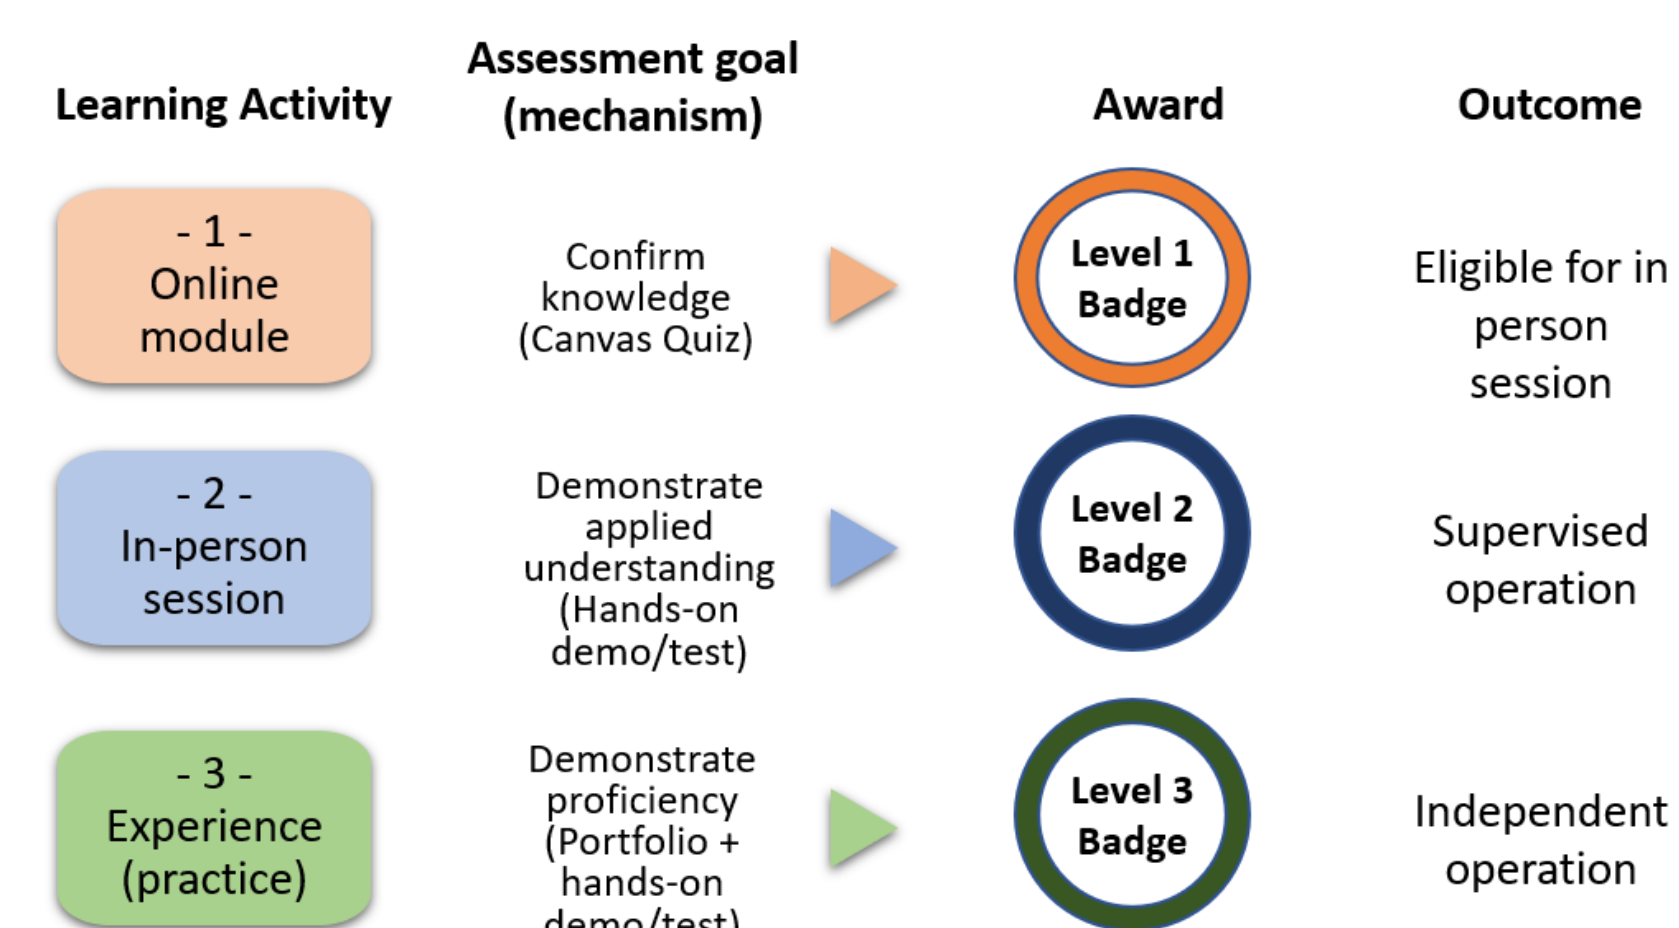 Learning Activity
Assessment goal
(mechanism)
Award
Outcome
- 1 -
Online
module
Confirm
knowledge
(Canvas Quiz)
Level 1
Badge
Eligible for in
person
session
- 2 -
In-person
session
Demonstrate
applied
understanding
(Hands-on
demo/test)
Level 2
Badge
Supervised
operation
- 3 -
Experience
(practice)
Demonstrate
proficiency
(Portfolio +
hands-on
demo/test)
Level 3
Badge
Independent
operation